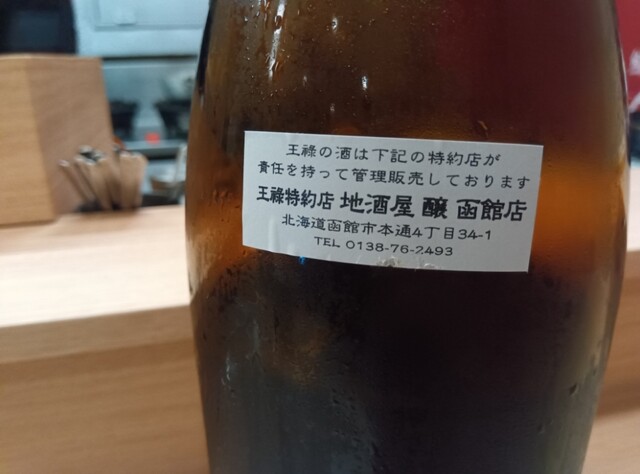 王祿の酒は下記の特約店が
責任を持って管理販売しております
王祿特約店 地酒屋 醸 函館店
北海道函館市本通4丁目34-1
TEL 0138-76-2493